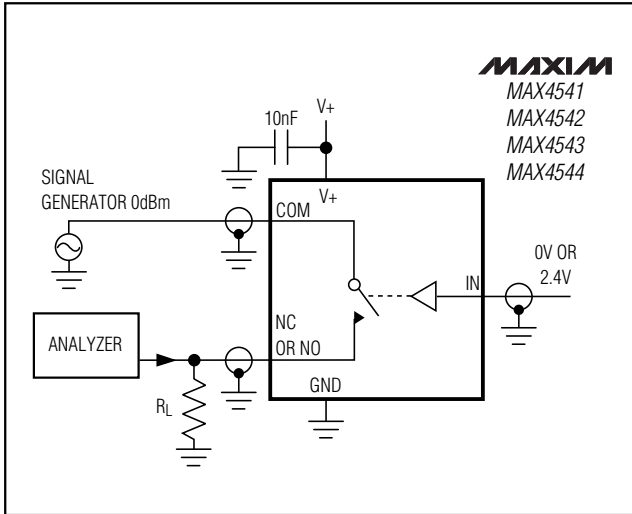 MAXIM
MAX4541
MAX4542
MAX4543
MAX4544
V+
10nF
SIGNAL
GENERATOR 0dBm
V+
COM
0V OR
2.4V
IN
NC
OR NO
ANALYZER
GND
RL